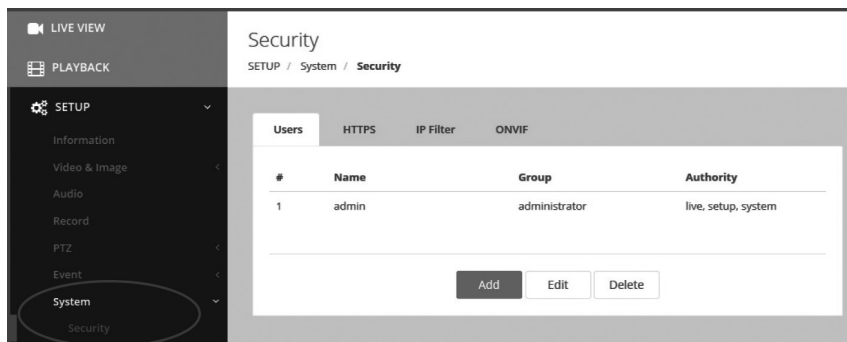 LIVE VIEW
PLAYBACK
SETUP
Information
Video & Image
Audio
Record
PTZ
Event
System
Security
Security
SETUP / System / Security
Users HTTPS IP Filter ONVIF
# Name Group Authority
1 admin administrator live, setup, system
Add Edit Delete